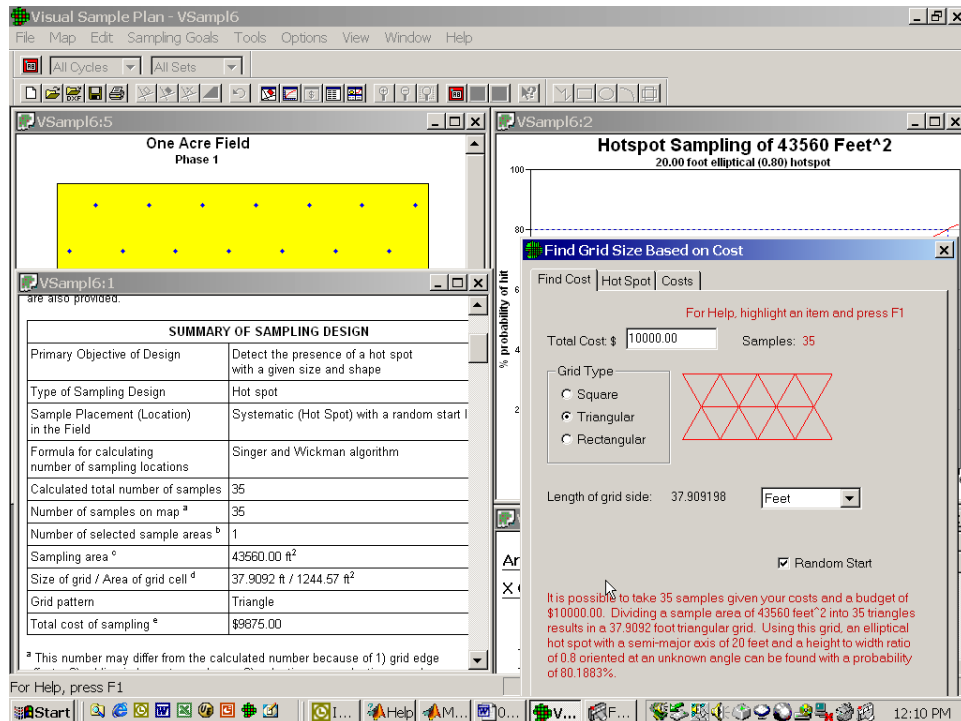 Visual Sample Plan - VSampl6
File Map Edit Sampling Goals Tools Options View Window Help
All Cycles All Sets
VSampl6:5
One Acre Field
Phase 1
VSampl6:2
Hotspot Sampling of 43560 Feet^2
20.00 foot elliptical (0.80) hotspot
100
80
% probability of hit
VSampl6:1
are also provided.
SUMMARY OF SAMPLING DESIGN
Primary Objective of Design Detect the presence of a hot spot
with a given size and shape
Type of Sampling Design Hot spot
Sample Placement (Location) Systematic (Hot Spot) with a random start l
in the Field
Formula for calculating Singer and Wickman algorithm
number of sampling locations
Calculated total number of samples 35
Number of samples on map a 35
Number of selected sample areas b 1
Sampling area c 43560.00 ft2
Size of grid / Area of grid cell d 37.9092 ft / 1244.57 ft2
Grid pattern Triangle
Total cost of sampling e $9875.00
a This number may differ from the calculated number because of 1) grid edge
Find Grid Size Based on Cost
Find Cost Hot Spot Costs
For Help, highlight an item and press F1
Total Cost: $ 10000.00 Samples: 35
Grid Type
Square
Triangular
Rectangular
Length of grid side: 37.909198 Feet
Random Start
It is possible to take 35 samples given your costs and a budget of
$10000.00. Dividing a sample area of 43560 feet^2 into 35 triangles
results in a 37.9092 foot triangular grid. Using this grid, an elliptical
hot spot with a semi-major axis of 20 feet and a height to width ratio
of 0.8 oriented at an unknown angle can be found with a probability
of 80.1883%.
Ar
X
For Help, press F1
Start I... Help M... 0... V... F... 12:10 PM